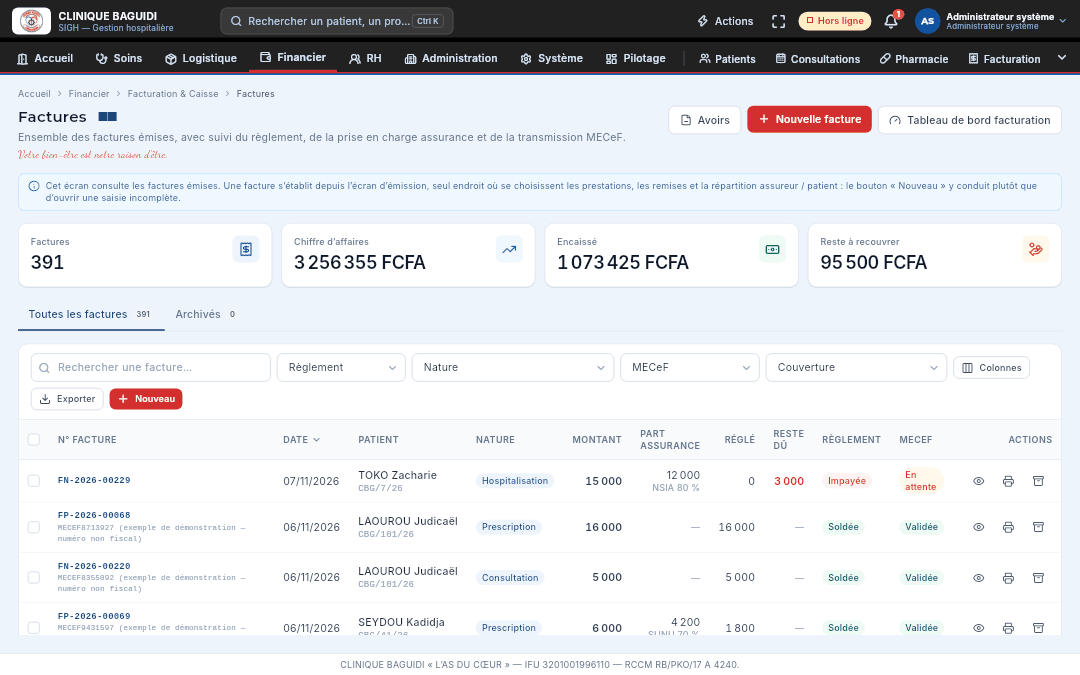 CLINIQUE BAGUIDI
SIGH — Gestion hospitalière
Rechercher un patient, un pro... Ctrl K
Actions
Hors ligne
1
AS
Administrateur système
Administrateur système
Accueil
Soins
Logistique
Financier
RH
Administration
Système
Pilotage
Patients
Consultations
Pharmacie
Facturation
Accueil > Financier > Facturation & Caisse > Factures
Factures
Ensemble des factures émises, avec suivi du règlement, de la prise en charge assurance et de la transmission MECeF.
Votre bien-être est notre raison d'être.
Avoirs
+ Nouvelle facture
Tableau de bord facturation
Cet écran consulte les factures émises. Une facture s'établit depuis l'écran d'émission, seul endroit où se choisissent les prestations, les remises et la répartition assureur / patient : le bouton « Nouveau » y conduit plutôt que
d'ouvrir une saisie incomplète.
Factures
391
Chiffre d'affaires
3 256 355 FCFA
Encaissé
1 073 425 FCFA
Reste à recouvrer
95 500 FCFA
Toutes les factures 391
Archivés 0
Rechercher une facture...
Règlement
Nature
MECeF
Couverture
Colonnes
Exporter
+ Nouveau
N° FACTURE DATE PATIENT NATURE MONTANT PART ASSURANCE RÉGLÉ RESTE DÛ RÈGLEMENT MECEF ACTIONS
FN-2026-00229 07/11/2026 TOKO Zacharie Hospitalisation 15 000 12 000 0 3 000 Impayée En attente
CBG/7/26 NSIA 80 %
FP-2026-00068 06/11/2026 LAOUROU Judicaël Prescription 16 000 — 16 000 — Soldée Validée
MECEF8713927 (exemple de démonstration — CBG/101/26
numéro non fiscal)
FN-2026-00220 06/11/2026 LAOUROU Judicaël Consultation 5 000 — 5 000 — Soldée Validée
MECEF8355092 (exemple de démonstration — CBG/101/26
numéro non fiscal)
FP-2026-00069 06/11/2026 SEYDOU Kadidja Prescription 6 000 4 200 1 800 — Soldée Validée
MECEF9431597 (exemple de démonstration — CBG/41/26 SUNU 70 %
CLINIQUE BAGUIDI « L'AS DU CŒUR » — IFU 3201001996110 — RCCM RB/PKO/17 A 4240.